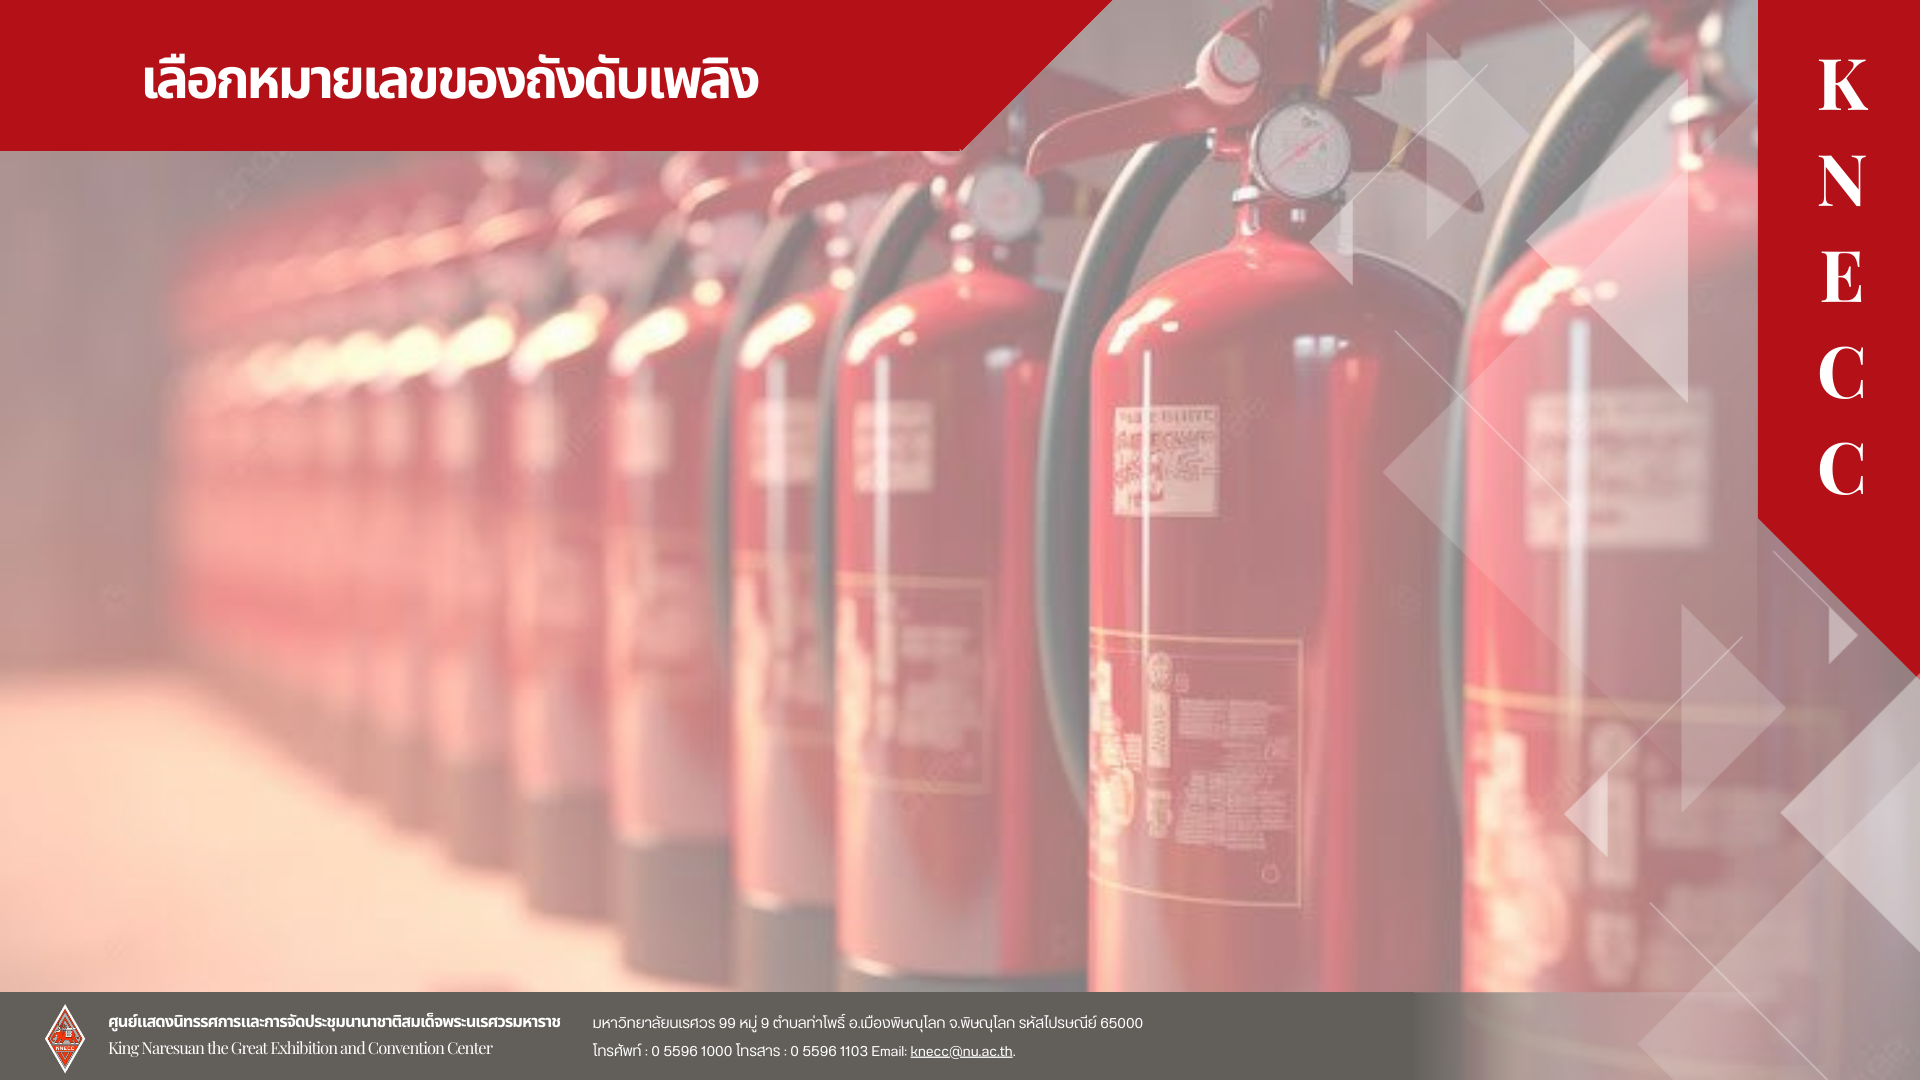 เลือกหมายเลขของถังดับเพลิง
K
N
E
C
C
ศูนย์แสดงนิทรรศการและการจัดประชุมนานาชาติสมเด็จพระนเรศวรมหาราช
King Naresuan the Great Exhibition and Convention Center
มหาวิทยาลัยนเรศวร 99 หมู่ 9 ตำบลท่าโพธิ์ อ.เมืองพิษณุโลก จ.พิษณุโลก รหัสไปรษณีย์ 65000
โทรศัพท์ : 0 5596 1000 โทรสาร : 0 5596 1103 Email: knecc@nu.ac.th.